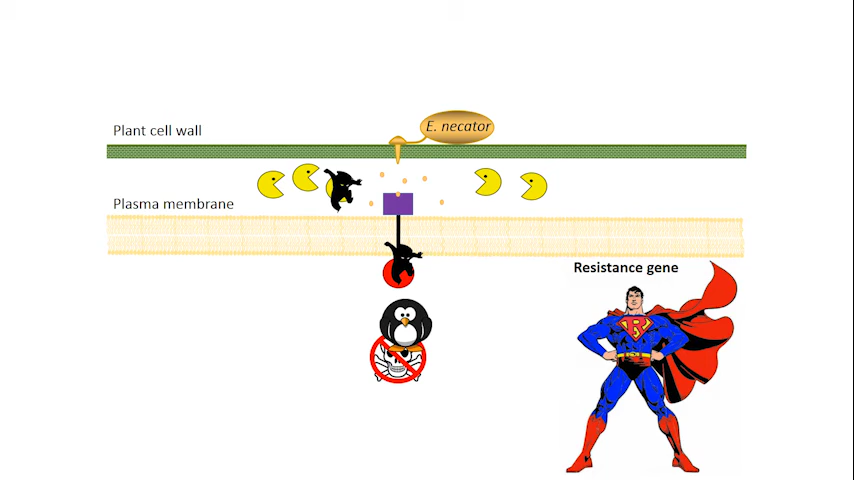 E. necator
Plant cell wall
Plasma membrane
Resistance gene
R